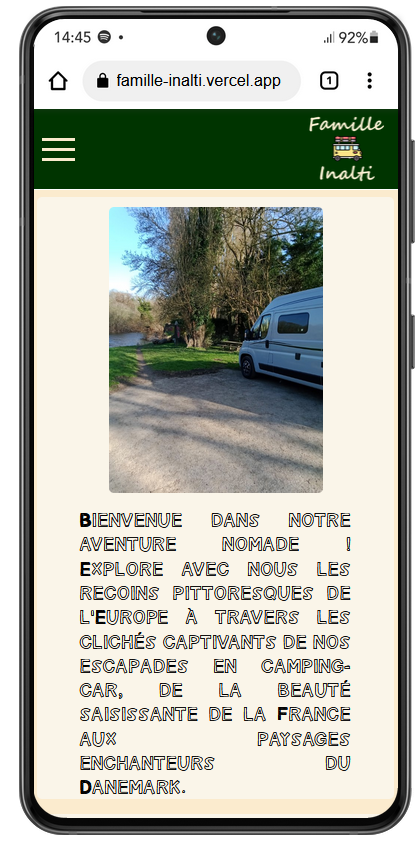 14:45
92%
famille-inalti.vercel.app
1
Famille
Inalti
BIENVENUE DANS NOTRE
AVENTURE NOMADE !
EXPLORE AVEC NOUS LES
RECOINS PITTORESQUES DE
L'EUROPE À TRAVERS LES
CLICHÉS CAPTIVANTS DE NOS
ESCAPADES EN CAMPING-
CAR, DE LA BEAUTÉ
SAISISSANTE DE LA FRANCE
AUX PAYSAGES
ENCHANTEURS DU
DANEMARK.